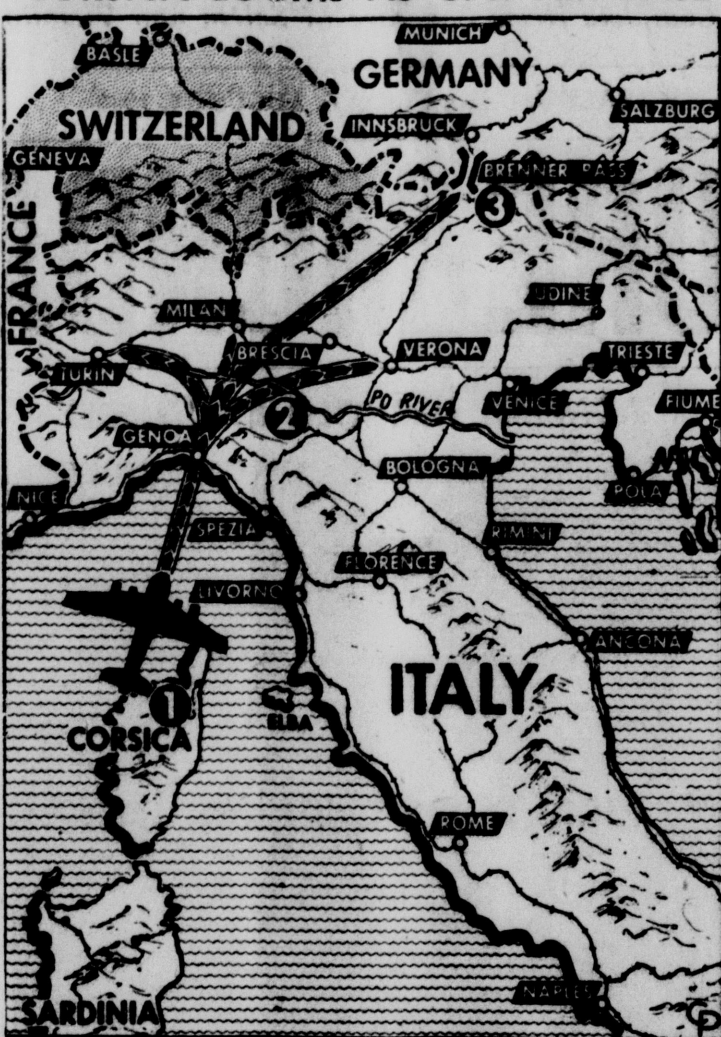 MUNICH
BASLE
GERMANY
SALZBURG
SWITZERLAND
INNSBRUCK
GENEVA
BRENNER PASS
3
FRANCE
UDINE
MILAN
BRESCIA
VERONA
TRIESTE
TURIN
PO RIVER
VENICE
FIUME
2
GENOA
BOLOGNA
POLA
NICE
SPEZIA
RIMINI
FLORENCE
LIVORNO
ANCONA
ITALY
1
ELBA
CORSICA
ROME
NAPLES
SARDINIA
CP